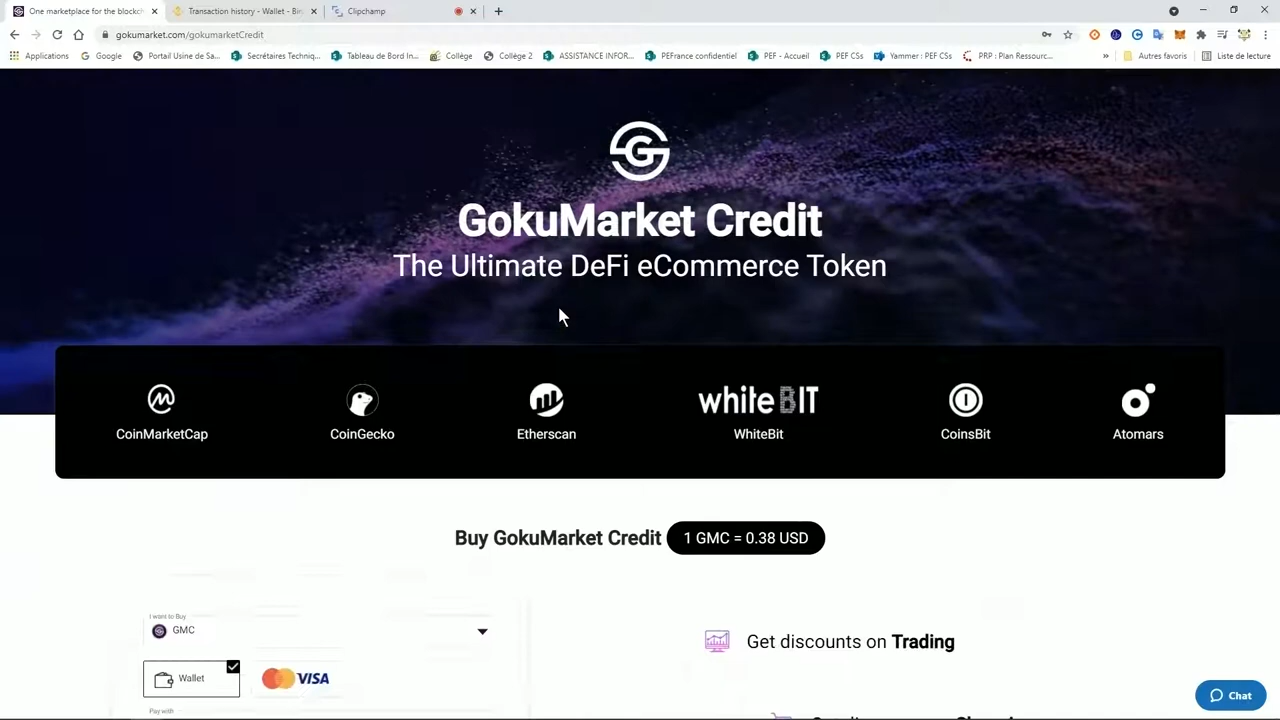 One marketplace for the blockch
Transaction history - Wallet - Bin
Clipchamp
gokumarket.com/gokumarketCredit
Applications
Google
Portail Usine de Sa...
Secrétaires Techniq...
Tableau de Bord In...
Collège
Collège 2
ASSISTANCE INFOR...
PEFrance confidentiel
PEF - Accueil
PEF CSs
Yammer : PEF CSs
PRP : Plan Ressourc...
»
Autres favoris
Liste de lecture
GokuMarket Credit
The Ultimate DeFi eCommerce Token
whiteBIT
CoinMarketCap
CoinGecko
Etherscan
WhiteBit
CoinsBit
Atomars
Buy GokuMarket Credit
1 GMC = 0.38 USD
I want to Buy
GMC
Get discounts on Trading
Wallet
VISA
Chat
Pay with